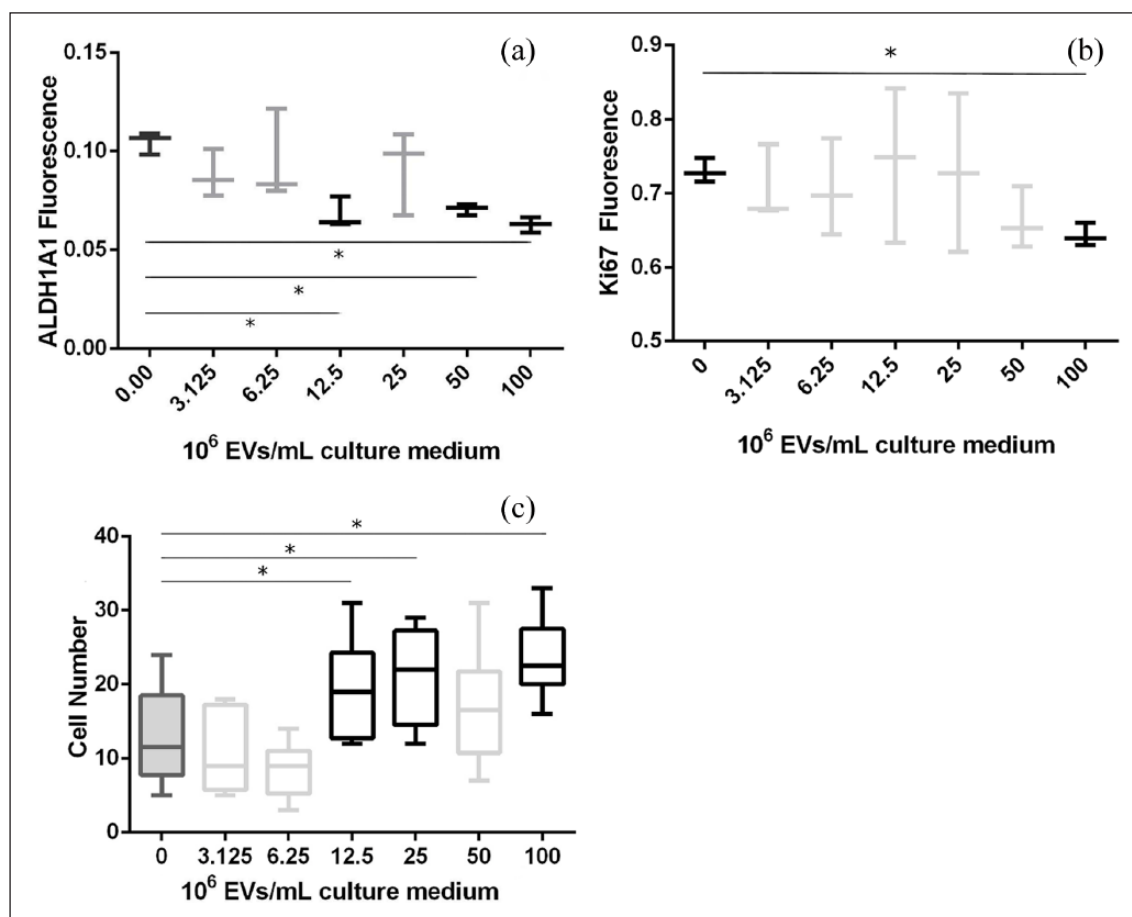 (a)
ALDH1A1 Fluorescence
0.15
0.10
0.05
0.00
*
*
*
0.00 3.125 6.25 12.5 25 50 100
10⁶ EVs/mL culture medium
(b)
Ki67 Fluoresence
0.9
0.8
0.7
0.6
0.5
*
0 3.125 6.25 12.5 25 50 100
10⁶ EVs/mL culture medium
(c)
Cell Number
40
30
20
10
0
*
*
*
0 3.125 6.25 12.5 25 50 100
10⁶ EVs/mL culture medium